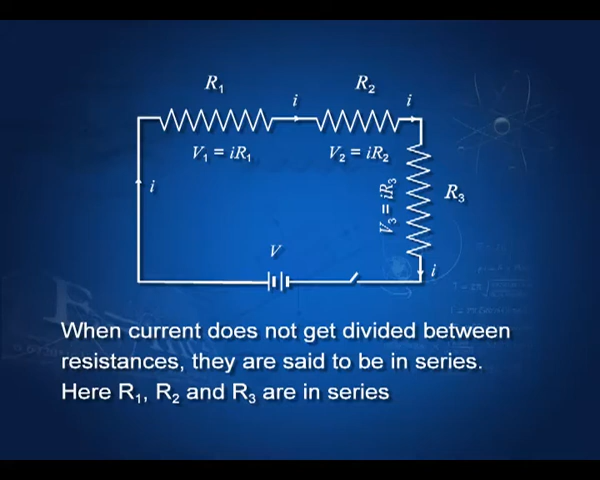 R₁
i
R₂
i
V₁ = iR₁
V₂ = iR₂
i
V₃ = iR₃
R₃
V
i
When current does not get divided between
resistances, they are said to be in series.
Here R₁, R₂ and R₃ are in series